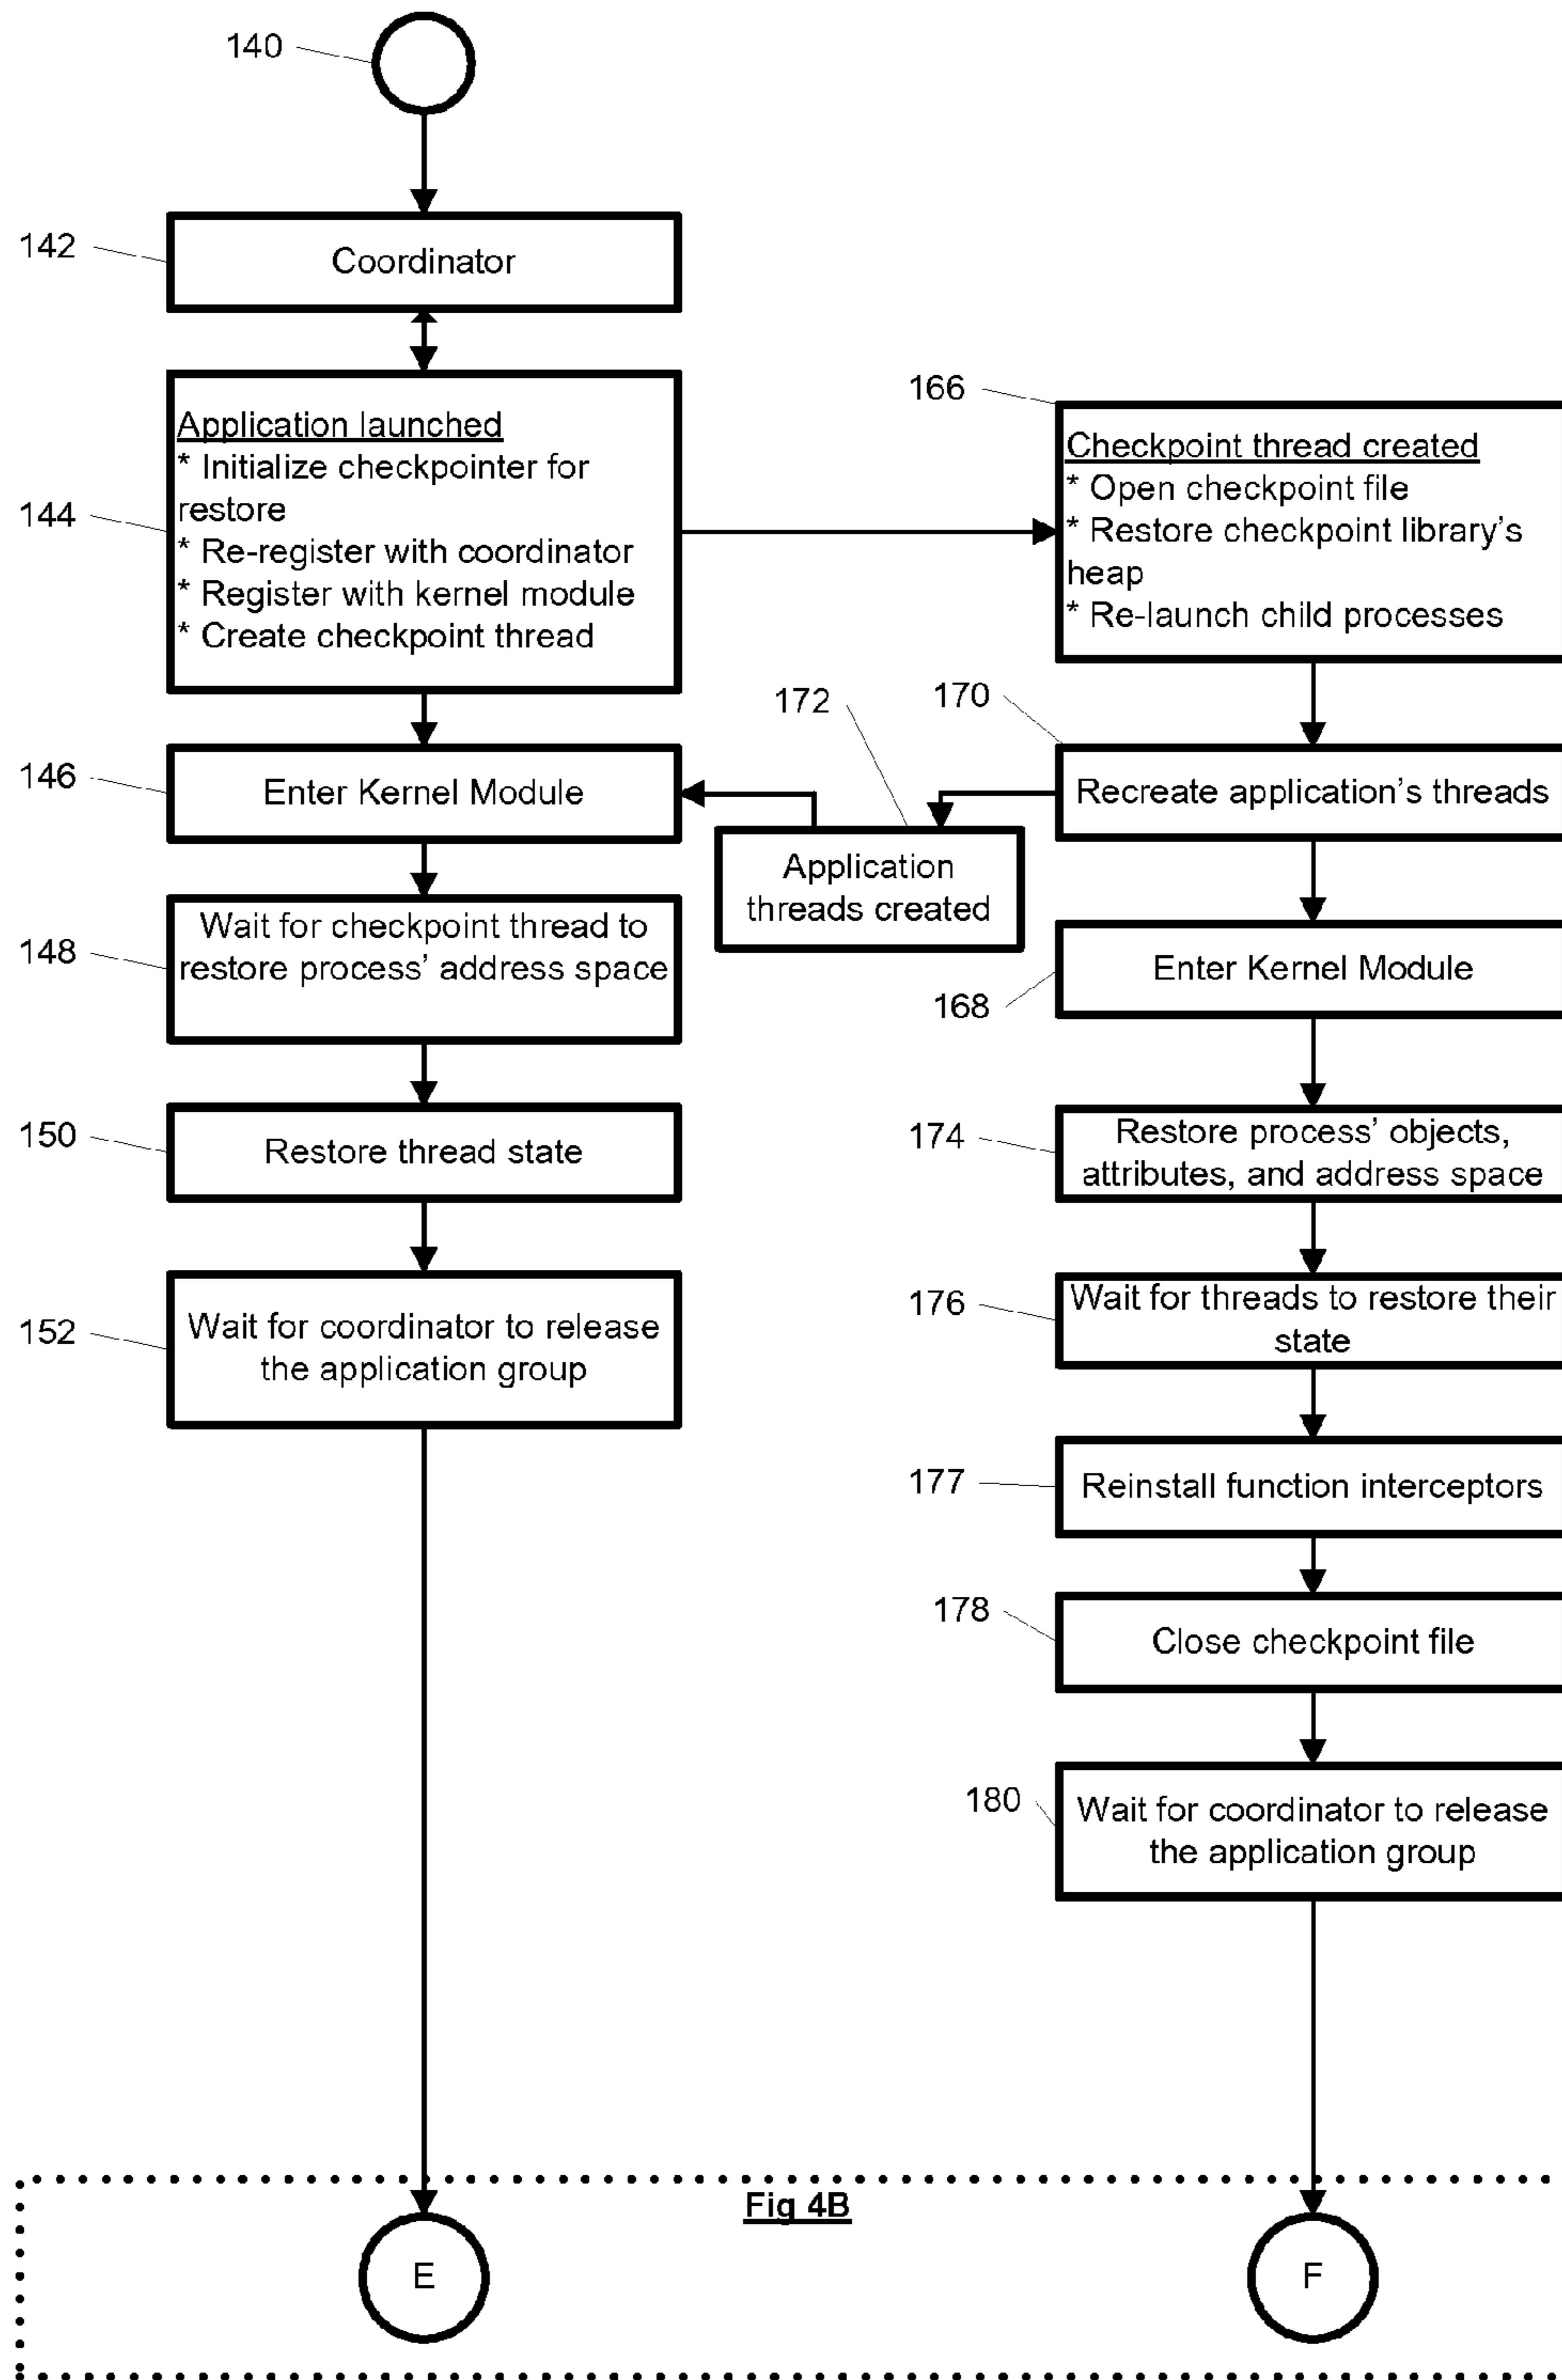 140
142
Coordinator
144
Application launched
* Initialize checkpointer for
restore
* Re-register with coordinator
* Register with kernel module
* Create checkpoint thread
166
Checkpoint thread created
* Open checkpoint file
* Restore checkpoint library's
heap
* Re-launch child processes
146
Enter Kernel Module
172
Application
threads created
170
Recreate application's threads
148
Wait for checkpoint thread to
restore process' address space
168
Enter Kernel Module
150
Restore thread state
174
Restore process' objects,
attributes, and address space
152
Wait for coordinator to release
the application group
176
Wait for threads to restore their
state
177
Reinstall function interceptors
178
Close checkpoint file
180
Wait for coordinator to release
the application group
Fig 4B
E
F